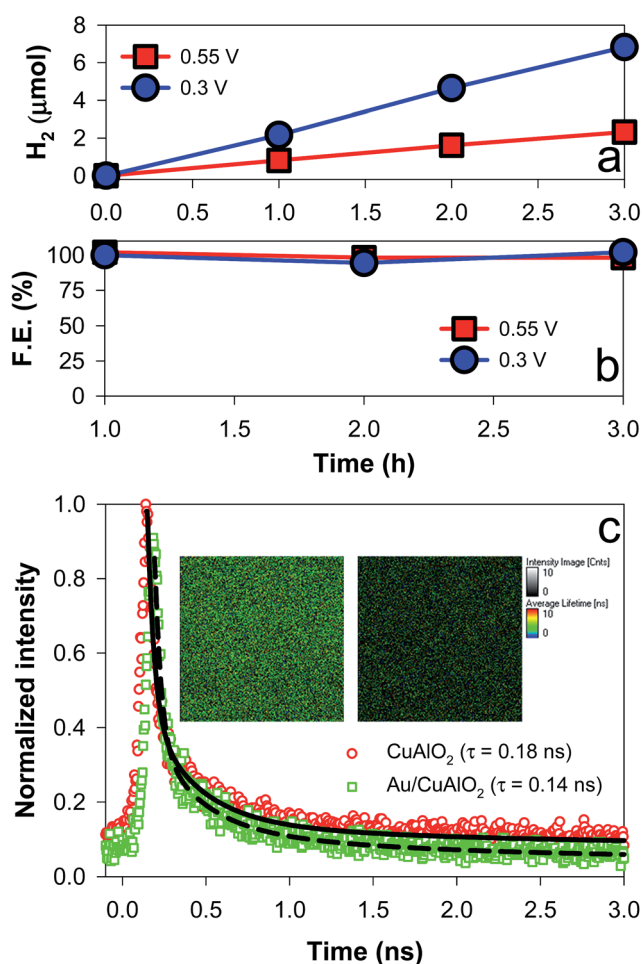 8
6
4
2
0
H2 (μmol)
0.55 V
0.3 V
a
0.0 0.5 1.0 1.5 2.0 2.5 3.0
100
75
50
25
0
F.E. (%)
0.55 V
0.3 V
b
1.0 1.5 2.0 2.5 3.0
Time (h)
1.0
0.8
0.6
0.4
0.2
0.0
Normalized intensity
c
Intensity Image [Cnts]
10
0
Average Lifetime [ns]
10
0
CuAlO2 (τ = 0.18 ns)
Au/CuAlO2 (τ = 0.14 ns)
0.0 0.5 1.0 1.5 2.0 2.5 3.0
Time (ns)